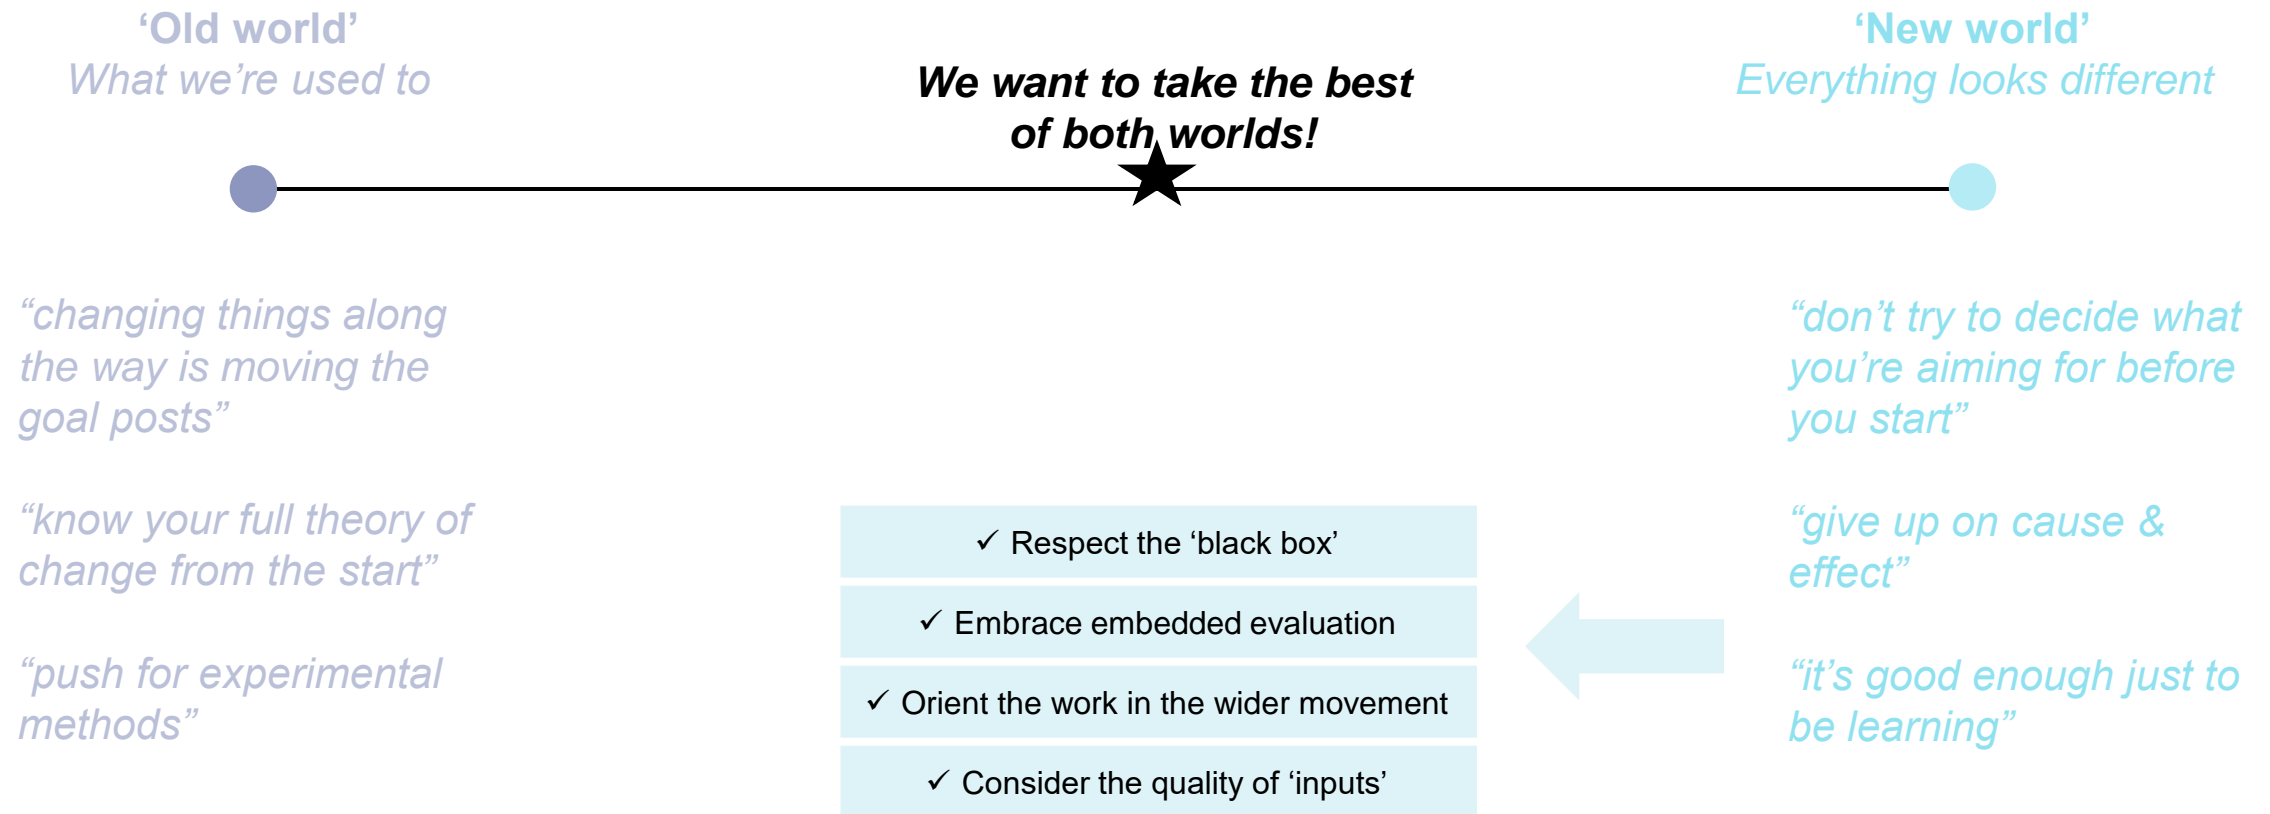 ‘Old world’
What we’re used to
We want to take the best
of both worlds!
‘New world’
Everything looks different
“changing things along
the way is moving the
goal posts”
“know your full theory of
change from the start”
“push for experimental
methods”
✓ Respect the ‘black box’
✓ Embrace embedded evaluation
✓ Orient the work in the wider movement
✓ Consider the quality of ‘inputs’
“don’t try to decide what
you’re aiming for before
you start”
“give up on cause &
effect”
“it’s good enough just to
be learning”